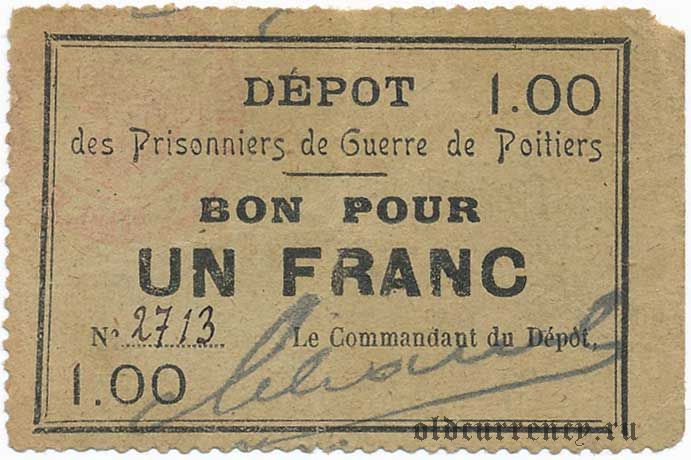 DÉPOT 1.00
des Prisonniers de Guerre de Poitiers
BON POUR
UN FRANC
N° 2713 Le Commandant du Dépôt,
1.00
oldcurrency.ru